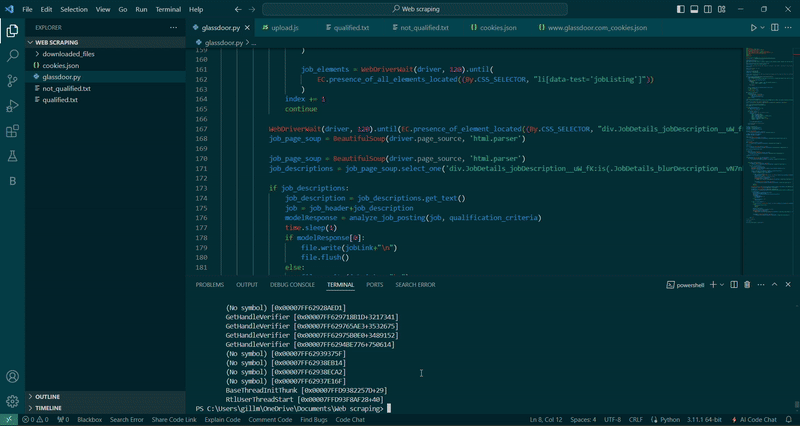 File Edit Selection View Go Run Terminal Help Web scraping
EXPLORER
glassdoor.py upload.js qualified.txt not_qualified.txt cookies.json www.glassdoor.com_cookies.json
WEB SCRAPING
downloaded_files
cookies.json
glassdoor.py
not_qualified.txt
qualified.txt
OUTLINE
TIMELINE
glassdoor.py > ...
159 )
160
161 job_elements = WebDriverWait(driver, 120).until(
162 EC.presence_of_all_elements_located((By.CSS_SELECTOR, "li[data-test='jobListing']"))
163 )
164 index += 1
165 continue
166
167 WebDriverWait(driver, 120).until(EC.presence_of_element_located((By.CSS_SELECTOR, "div.JobDetails_jobDescription__uW_f
168 job_page_soup = BeautifulSoup(driver.page_source, 'html.parser')
169
170 job_page_soup = BeautifulSoup(driver.page_source, 'html.parser')
171 job_descriptions = job_page_soup.select_one('div.JobDetails_jobDescription__uW_fK:is(.JobDetails_blurDescription__vN7n
172
173 if job_descriptions:
174 job_description = job_descriptions.get_text()
175 job = job_header+job_description
176 modelResponse = analyze_job_posting(job, qualification_criteria)
177 time.sleep(1)
178 if modelResponse[0]:
179 file.write(jobLink+"\n")
180 file.flush()
181 else:
PROBLEMS OUTPUT DEBUG CONSOLE TERMINAL PORTS SEARCH ERROR powershell
(No symbol) [0x00007FF62928AED1]
GetHandleVerifier [0x00007FF629718B1D+3217341]
GetHandleVerifier [0x00007FF629765AE3+3532675]
GetHandleVerifier [0x00007FF62975B0E0+3489152]
GetHandleVerifier [0x00007FF6294BE776+750614]
(No symbol) [0x00007FF62939375F]
(No symbol) [0x00007FF62938EB14]
(No symbol) [0x00007FF62938ECA2]
(No symbol) [0x00007FF62937E16F]
BaseThreadInitThunk [0x00007FFD9382257D+29]
RtlUserThreadStart [0x00007FFD93F8AF28+40]
PS C:\Users\gillm\OneDrive\Documents\Web scraping>
0 0 0 Blackbox Search Error Share Code Link Explain Code Comment Code Find Bugs Code Chat Ln 8, Col 12 Spaces: 4 UTF-8 CRLF Python 3.11.1 64-bit AI Code Chat